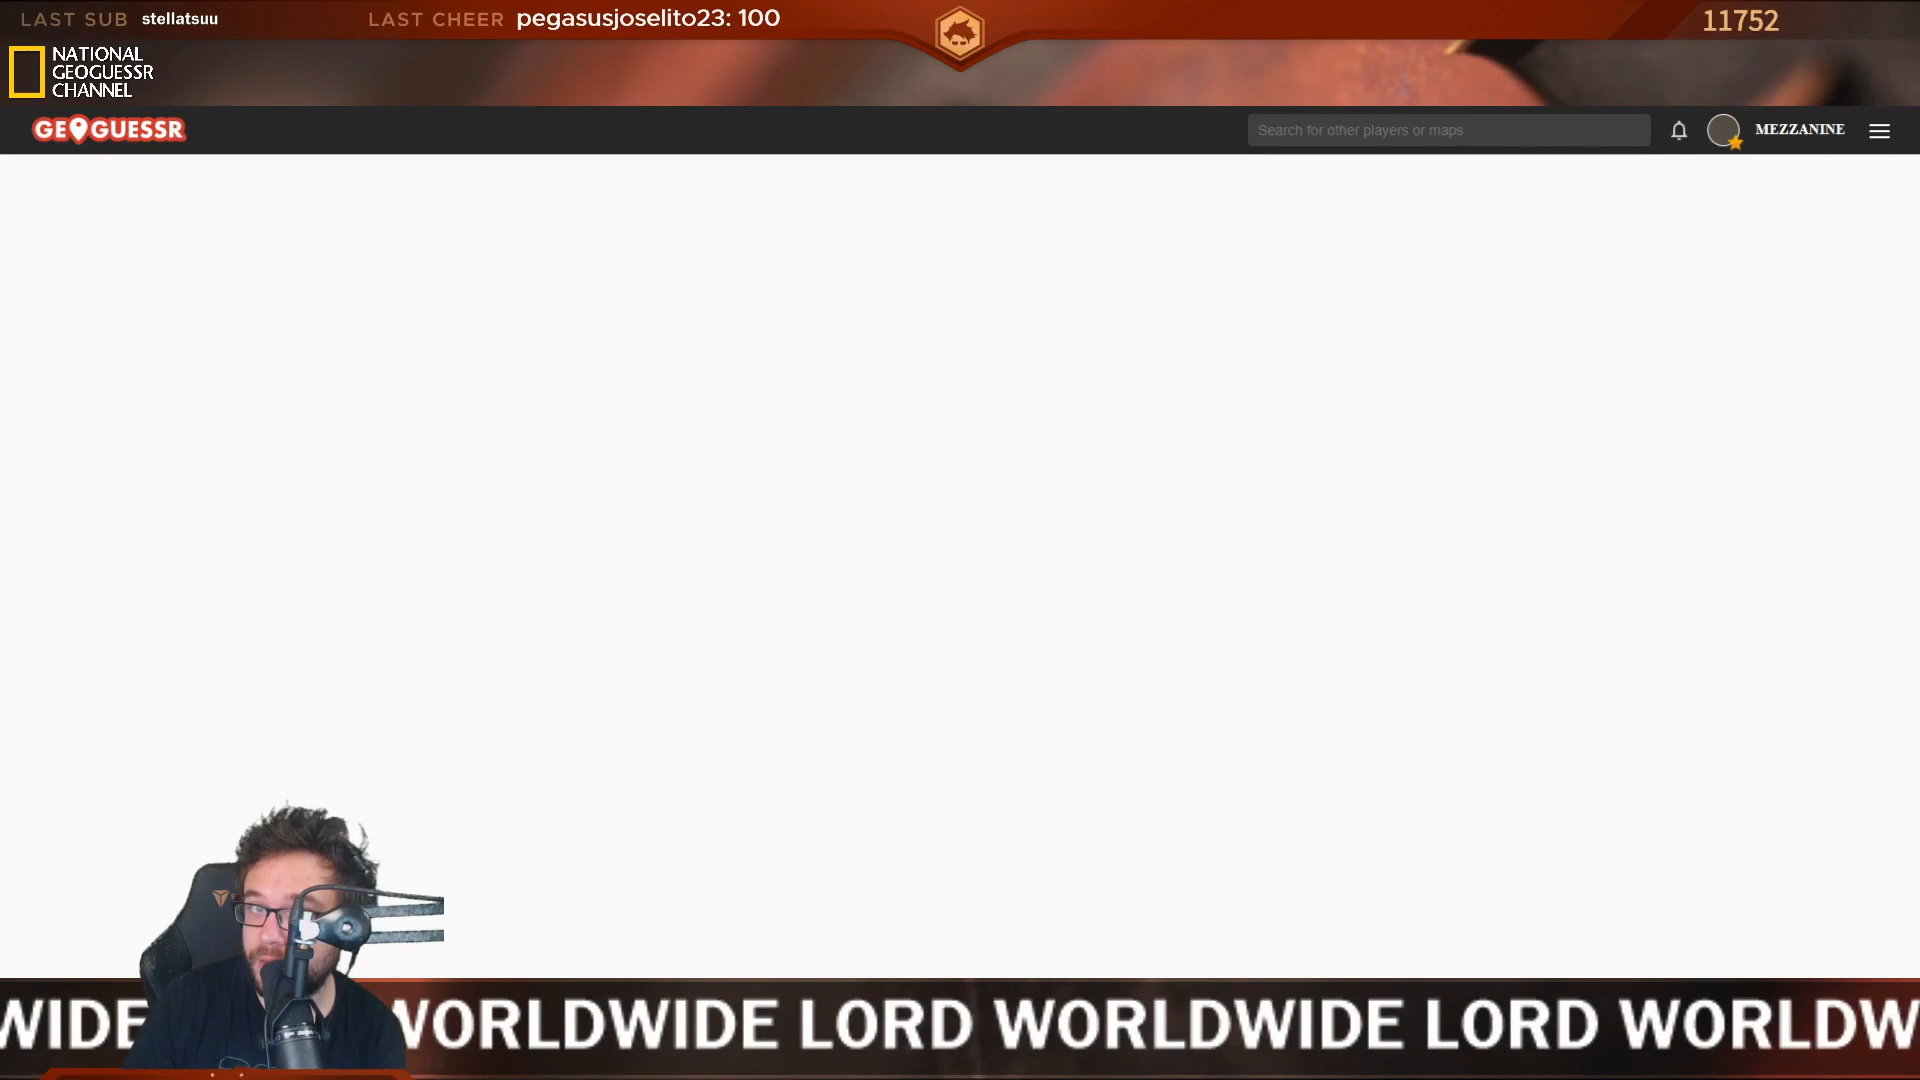 LAST SUB stellatsuu LAST CHEER pegasusjoselito23: 100 11752
NATIONAL
GEOGUESSR
CHANNEL
GEOGUESSR Search for other players or maps MEZZANINE
WIDE WORLDWIDE LORD WORLDWIDE LORD WORLDW